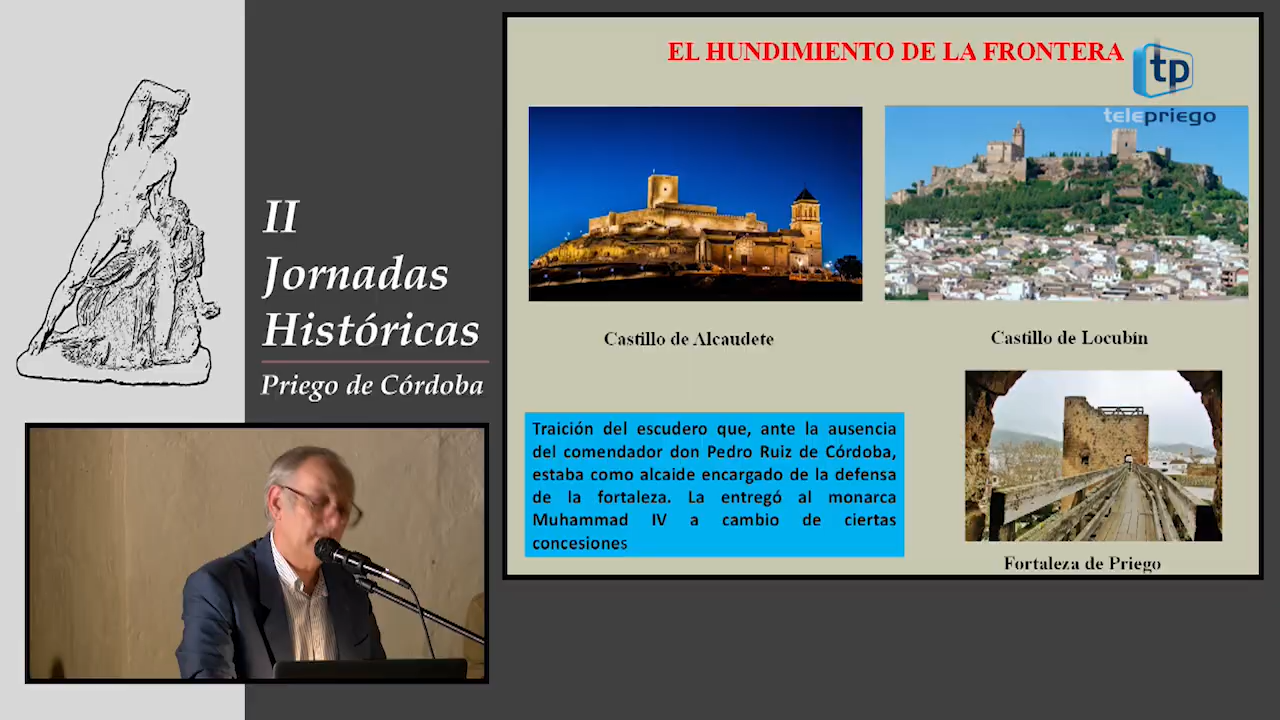 II
Jornadas
Históricas
Priego de Córdoba
EL HUNDIMIENTO DE LA FRONTERA
tp
telepriego
Castillo de Alcaudete
Castillo de Locubín
Traición del escudero que, ante la ausencia
del comendador don Pedro Ruiz de Córdoba,
estaba como alcaide encargado de la defensa
de la fortaleza. La entregó al monarca
Muhammad IV a cambio de ciertas
concesiones
Fortaleza de Priego